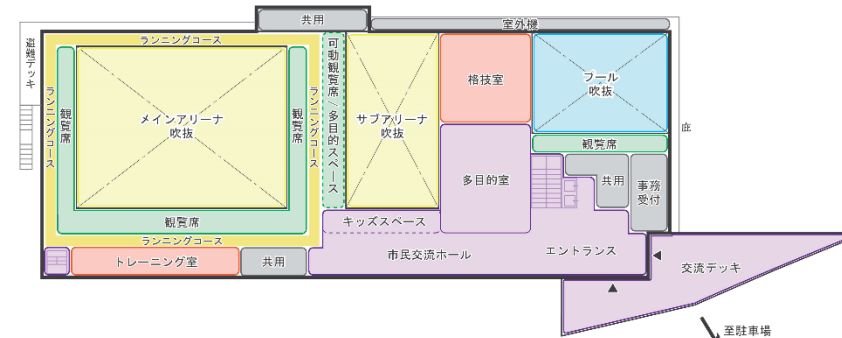 共用
室外機
ランニングコース
避難デッキ
可動観覧席/多目的スペース
格技室
プール
吹抜
観覧席
ランニングコース
メインアリーナ
吹抜
観覧席
ランニングコース
サブアリーナ
吹抜
庇
観覧席
多目的室
共用
事務
受付
観覧席
キッズスペース
ランニングコース
市民交流ホール
エントランス
トレーニング室
共用
交流デッキ
至駐車場